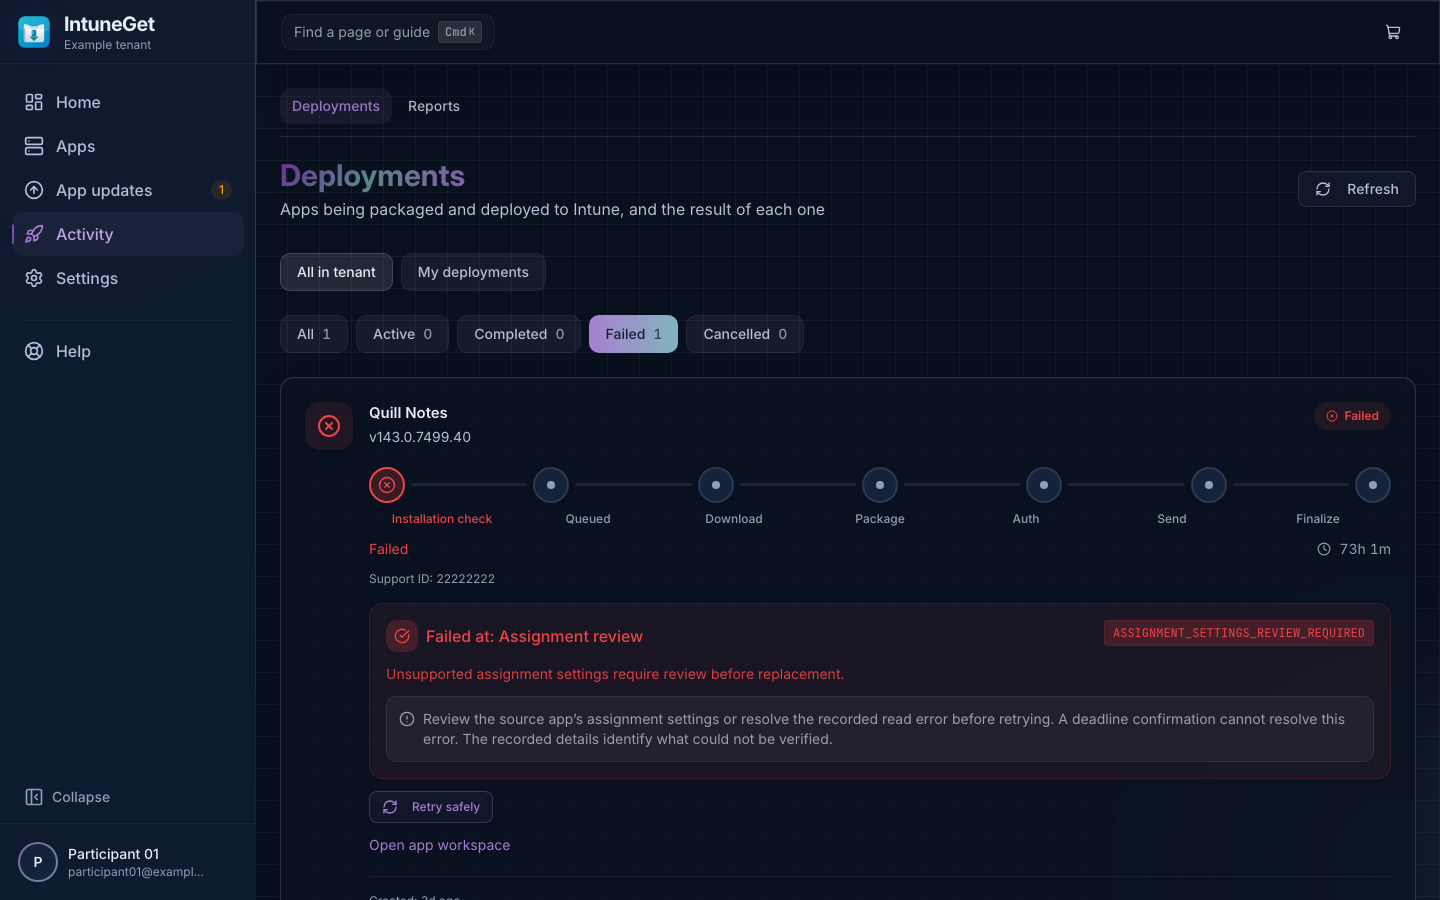 IntuneGet
Example tenant
Find a page or guide Cmd K
Home
Apps
App updates 1
Activity
Settings
Help
Collapse
P
Participant 01
participant01@exampl...
Deployments Reports
Deployments
Apps being packaged and deployed to Intune, and the result of each one
Refresh
All in tenant My deployments
All 1 Active 0 Completed 0 Failed 1 Cancelled 0
Quill Notes
v143.0.7499.40
Failed
Installation check Queued Download Package Auth Send Finalize
Failed 73h 1m
Support ID: 22222222
Failed at: Assignment review ASSIGNMENT_SETTINGS_REVIEW_REQUIRED
Unsupported assignment settings require review before replacement.
Review the source app's assignment settings or resolve the recorded read error before retrying. A deadline confirmation cannot resolve this
error. The recorded details identify what could not be verified.
Retry safely
Open app workspace
Created: 3d ago